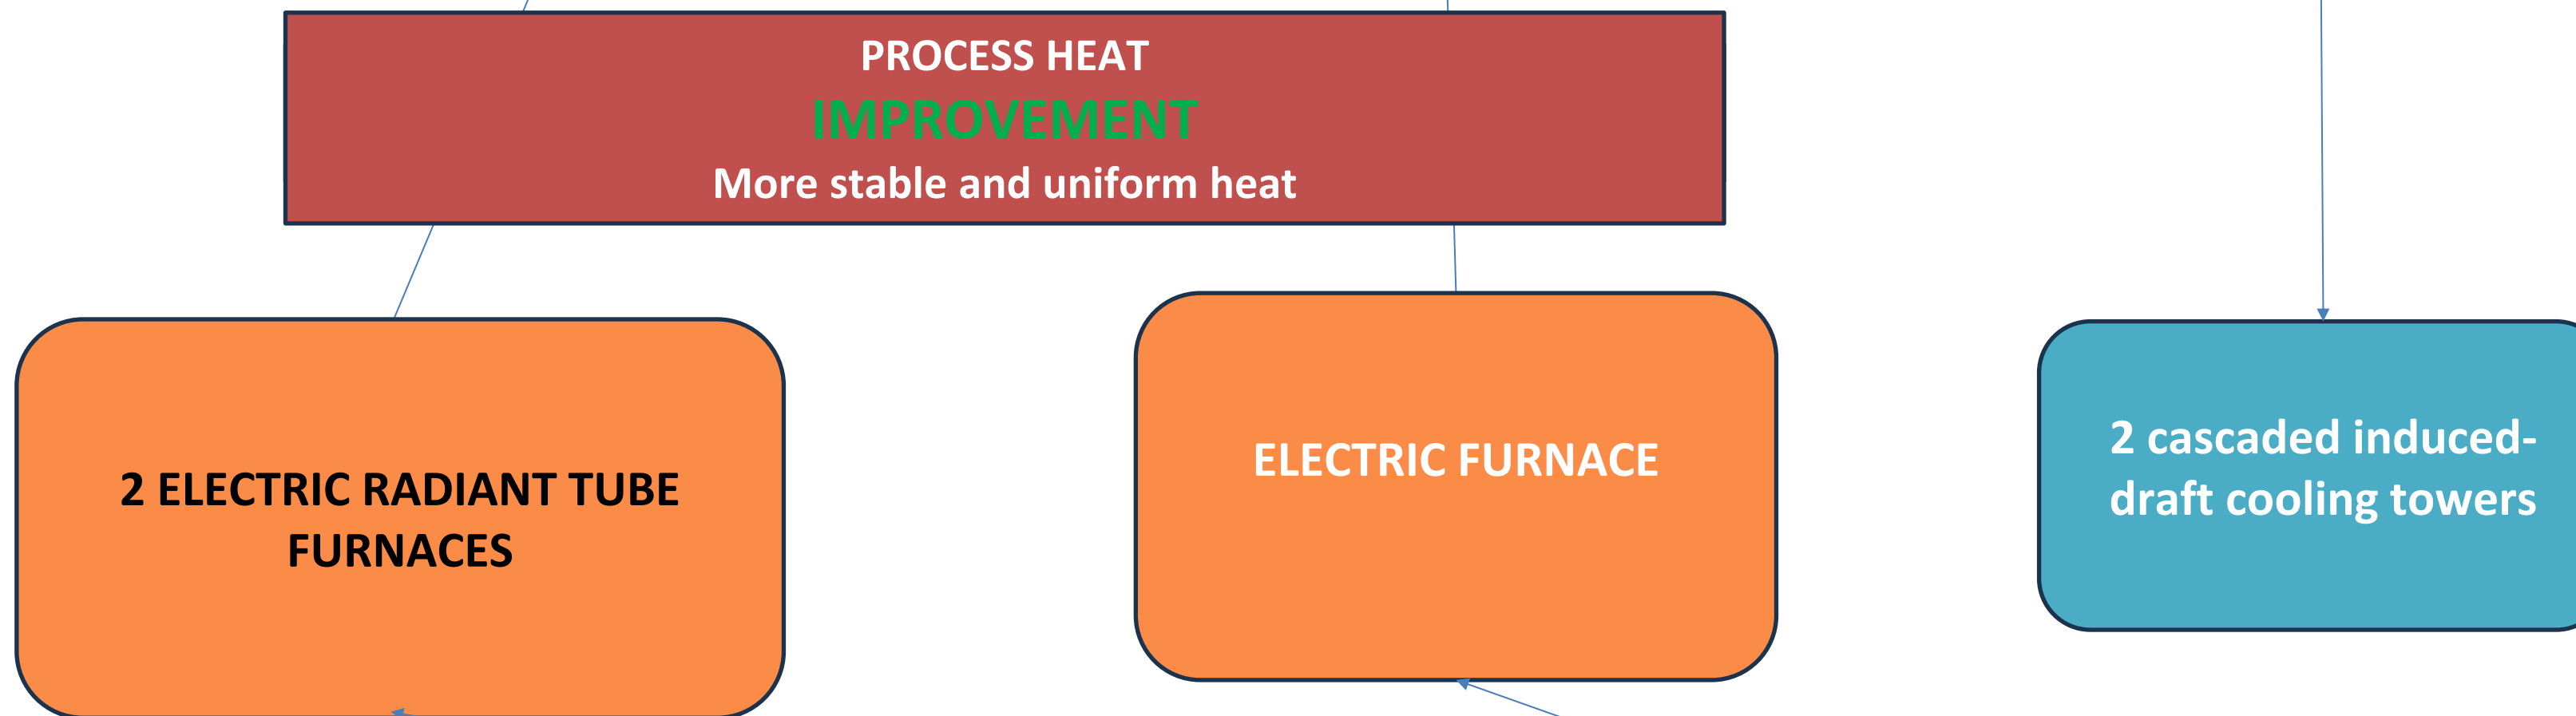 PROCESS HEAT
IMPROVEMENT
More stable and uniform heat
2 ELECTRIC RADIANT TUBE
FURNACES
ELECTRIC FURNACE
2 cascaded induced-
draft cooling towers